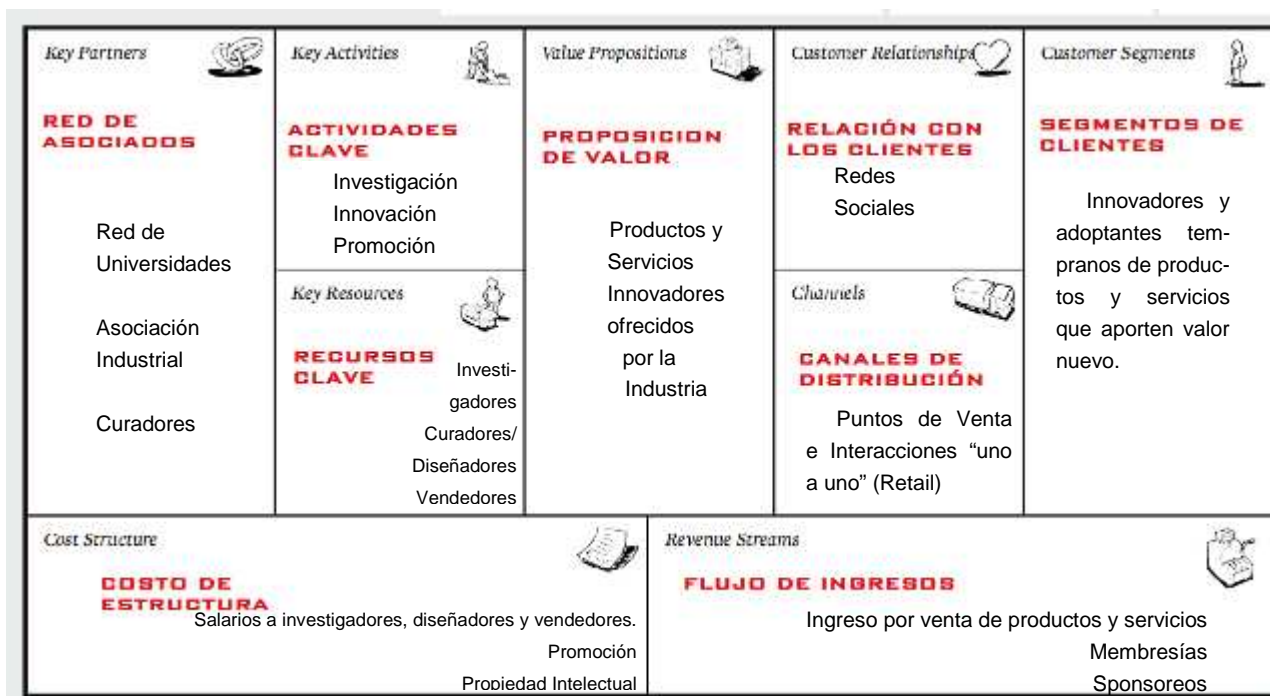 Key Partners
RED DE
ASOCIADOS
Red de
Universidades
Asociación
Industrial
Curadores
Key Activities
ACTIVIDADES
CLAVE
Investigación
Innovación
Promoción
Key Resources
RECURSOS
CLAVE
Investi-
gadores
Curadores/
Diseñadores
Vendedores
Value Propositions
PROPOSICION
DE VALOR
Productos y
Servicios
Innovadores
ofrecidos
por la
Industria
Customer Relationships
RELACIÓN CON
LOS CLIENTES
Redes
Sociales
Channels
CANALES DE
DISTRIBUCIÓN
Puntos de Venta
e Interacciones “uno
a uno” (Retail)
Customer Segments
SEGMENTOS DE
CLIENTES
Innovadores y
adoptantes tem-
pranos de produc-
tos y servicios
que aporten valor
nuevo.
Cost Structure
COSTO DE
ESTRUCTURA
Salarios a investigadores, diseñadores y vendedores.
Promoción
Propiedad Intelectual
Revenue Streams
FLUJO DE INGRESOS
Ingreso por venta de productos y servicios
Membresías
Sponsoreos